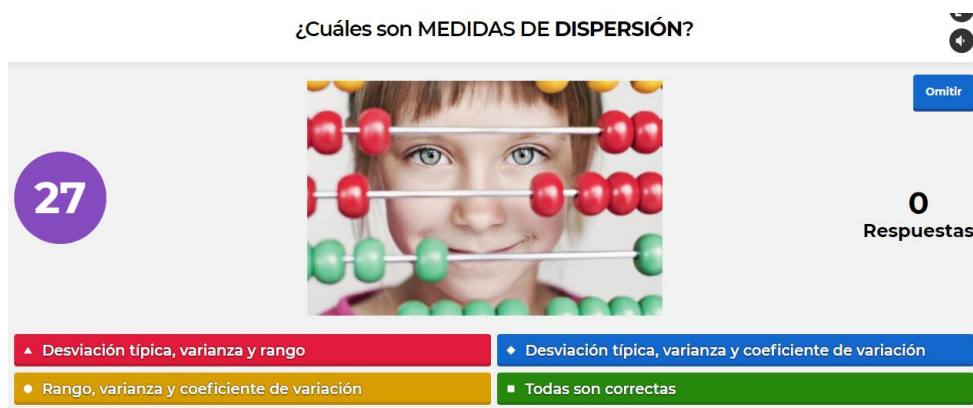 ¿Cuáles son MEDIDAS DE DISPERSIÓN?
Omitir
27
0
Respuestas
Desviación típica, varianza y rango
Desviación típica, varianza y coeficiente de variación
Rango, varianza y coeficiente de variación
Todas son correctas